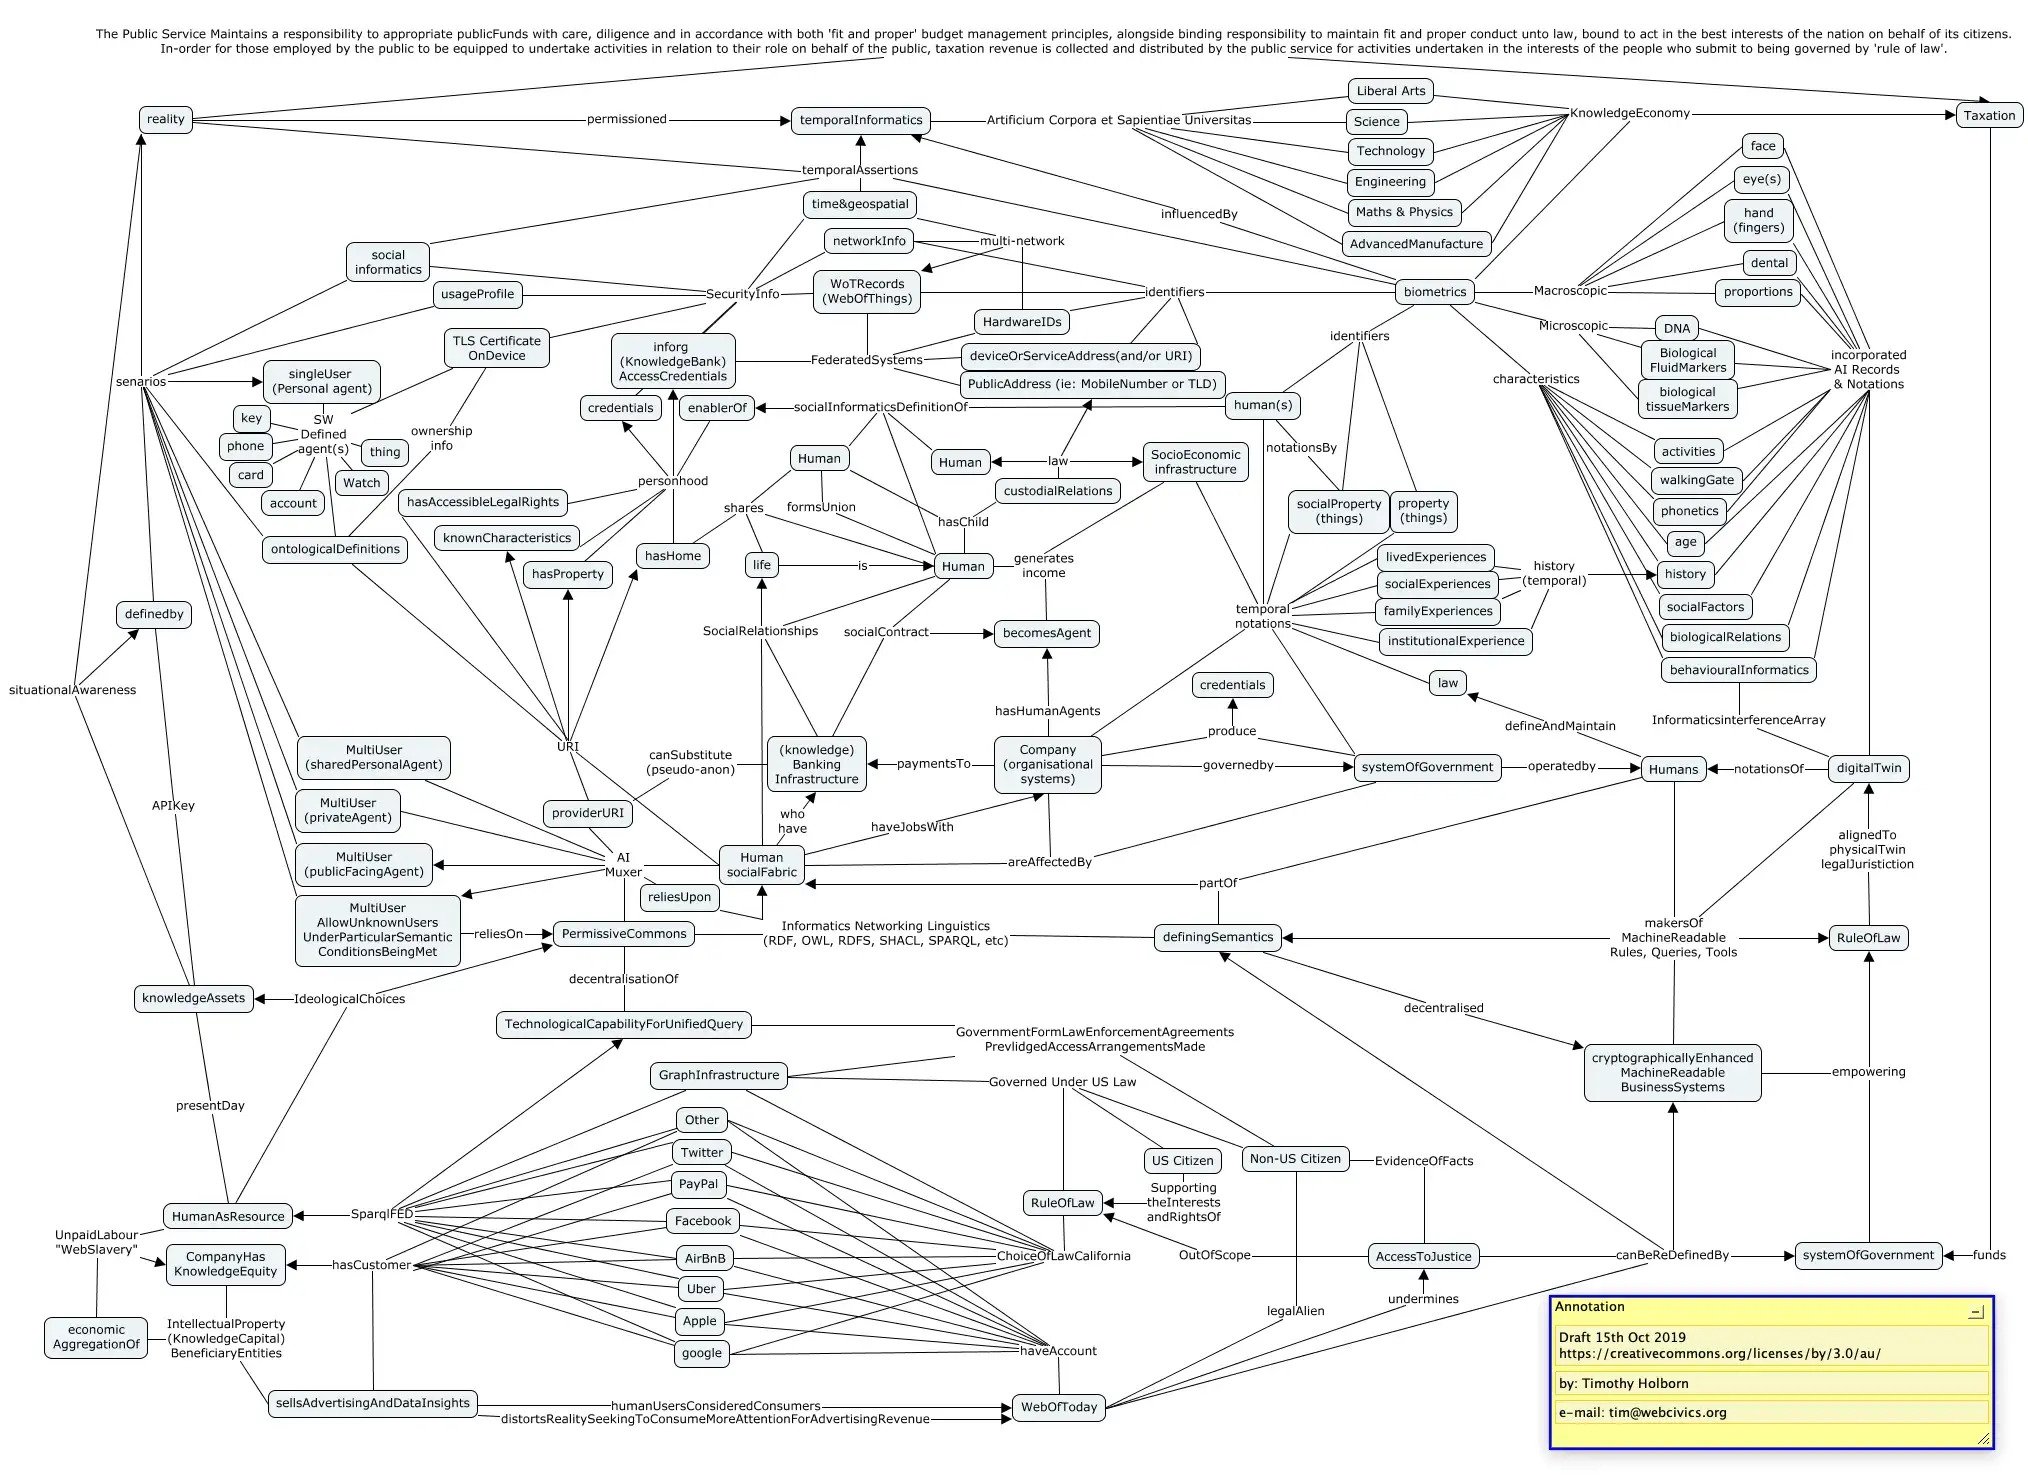 The Public Service Maintains a responsibility to appropriate publicFunds with care, diligence and in accordance with both 'fit and proper' budget management principles, alongside binding responsibility to maintain fit and proper conduct unto law, bound to act in the best interests of the nation on behalf of its citizens.
In-order for those employed by the public to be equipped to undertake activities in relation to their role on behalf of the public, taxation revenue is collected and distributed by the public service for activities undertaken in the interests of the people who submit to being governed by 'rule of law'.
reality
permissioned
temporalInformatics
Artificium Corpora et Sapientiae Universitas
Liberal Arts
Science
Technology
Engineering
Maths & Physics
AdvancedManufacture
KnowledgeEconomy
Taxation
temporalAssertions
time&geospatial
influencedBy
face
eye(s)
hand
(fingers)
dental
proportions
social
informatics
networkInfo
multi-network
usageProfile
SecurityInfo
WoTRecords
(WebOfThings)
identifiers
biometrics
Macroscopic
HardwareIDs
Microscopic
DNA
Biological
FluidMarkers
biological
tissueMarkers
incorporated
AI Records
& Notations
TLS Certificate
OnDevice
inforg
(KnowledgeBank)
AccessCredentials
FederatedSystems
deviceOrServiceAddress(and/or URI)
PublicAddress (ie: MobileNumber or TLD)
identifiers
characteristics
senarios
singleUser
(Personal agent)
credentials
enablerOf
socialInformaticsDefinitionOf
human(s)
key
phone
card
account
SW
Defined
agent(s)
thing
Watch
ownership
info
notationsBy
Human
Human
law
SocioEconomic
infrastructure
custodialRelations
personhood
hasAccessibleLegalRights
knownCharacteristics
hasProperty
hasHome
shares
formsUnion
hasChild
socialProperty
(things)
property
(things)
activities
walkingGate
phonetics
age
history
socialFactors
biologicalRelations
behaviouralInformatics
ontologicalDefinitions
life
is
Human
generates
income
livedExperiences
socialExperiences
familyExperiences
institutionalExperience
history
(temporal)
definedby
SocialRelationships
socialContract
becomesAgent
temporal
notations
law
situationalAwareness
credentials
hasHumanAgents
produce
defineAndMaintain
InformaticsinterferenceArray
URI
MultiUser
(sharedPersonalAgent)
canSubstitute
(pseudo-anon)
(knowledge)
Banking
Infrastructure
paymentsTo
Company
(organisational
systems)
governedby
systemOfGovernment
operatedby
Humans
notationsOf
digitalTwin
APIKey
MultiUser
(privateAgent)
providerURI
who
have
haveJobsWith
alignedTo
physicalTwin
legalJuristiction
MultiUser
(publicFacingAgent)
AI
Muxer
Human
socialFabric
areAffectedBy
partOf
reliesUpon
MultiUser
AllowUnknownUsers
UnderParticularSemantic
ConditionsBeingMet
reliesOn
PermissiveCommons
Informatics Networking Linguistics
(RDF, OWL, RDFS, SHACL, SPARQL, etc)
definingSemantics
makersOf
MachineReadable
Rules, Queries, Tools
RuleOfLaw
decentralisationOf
knowledgeAssets
IdeologicalChoices
decentralised
TechnologicalCapabilityForUnifiedQuery
GovernmentFormLawEnforcementAgreements
PrevlidgedAccessArrangementsMade
cryptographicallyEnhanced
MachineReadable
BusinessSystems
empowering
GraphInfrastructure
Governed Under US Law
presentDay
Other
Twitter
PayPal
Facebook
AirBnB
Uber
Apple
google
US Citizen
Non-US Citizen
EvidenceOfFacts
HumanAsResource
SparqlFED
RuleOfLaw
Supporting
theInterests
andRightsOf
UnpaidLabour
"WebSlavery"
CompanyHas
KnowledgeEquity
hasCustomer
ChoiceOfLawCalifornia
OutOfScope
AccessToJustice
canBeReDefinedBy
systemOfGovernment
funds
undermines
legalAlien
economic
AggregationOf
IntellectualProperty
(KnowledgeCapital)
BeneficiaryEntities
haveAccount
sellsAdvertisingAndDataInsights
humanUsersConsideredConsumers
distortsRealitySeekingToConsumeMoreAttentionForAdvertisingRevenue
WebOfToday
Annotation
Draft 15th Oct 2019
https://creativecommons.org/licenses/by/3.0/au/
by: Timothy Holborn
e-mail: tim@webcivics.org